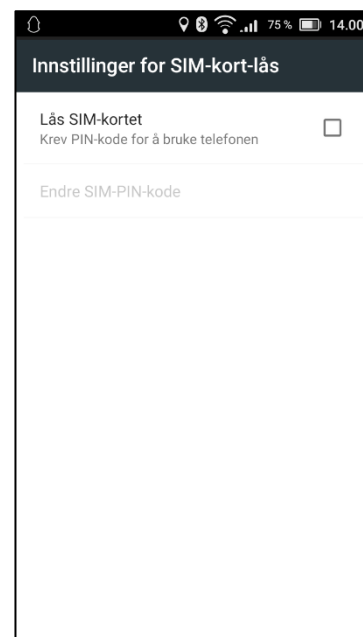 75 % 14.00
Innstillinger for SIM-kort-lås
Lås SIM-kortet
Krev PIN-kode for å bruke telefonen
Endre SIM-PIN-kode